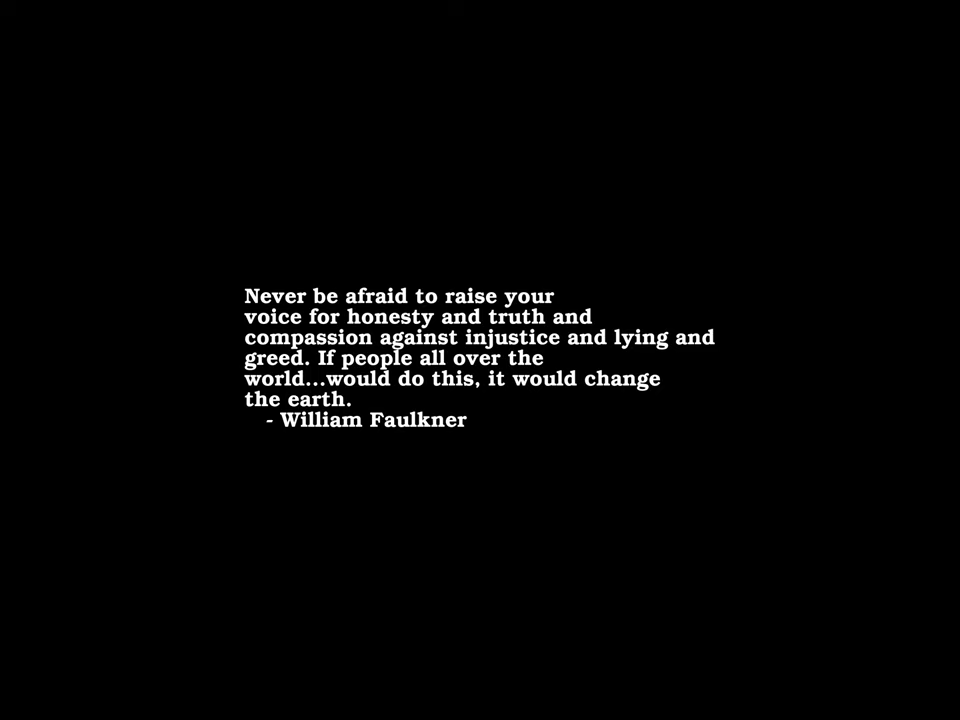 Never be afraid to raise your
voice for honesty and truth and
compassion against injustice and lying and
greed. If people all over the
world...would do this, it would change
the earth.
- William Faulkner